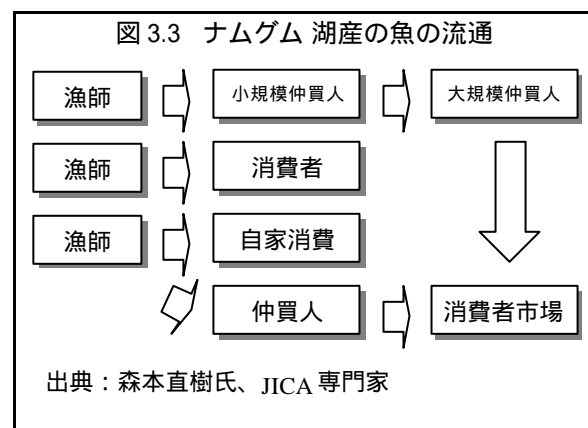 図 3.3 ナムグム 湖産の魚の流通
漁師 小規模仲買人 大規模仲買人
漁師 消費者
漁師 自家消費
仲買人 消費者市場
出典：森本直樹氏、JICA 専門家